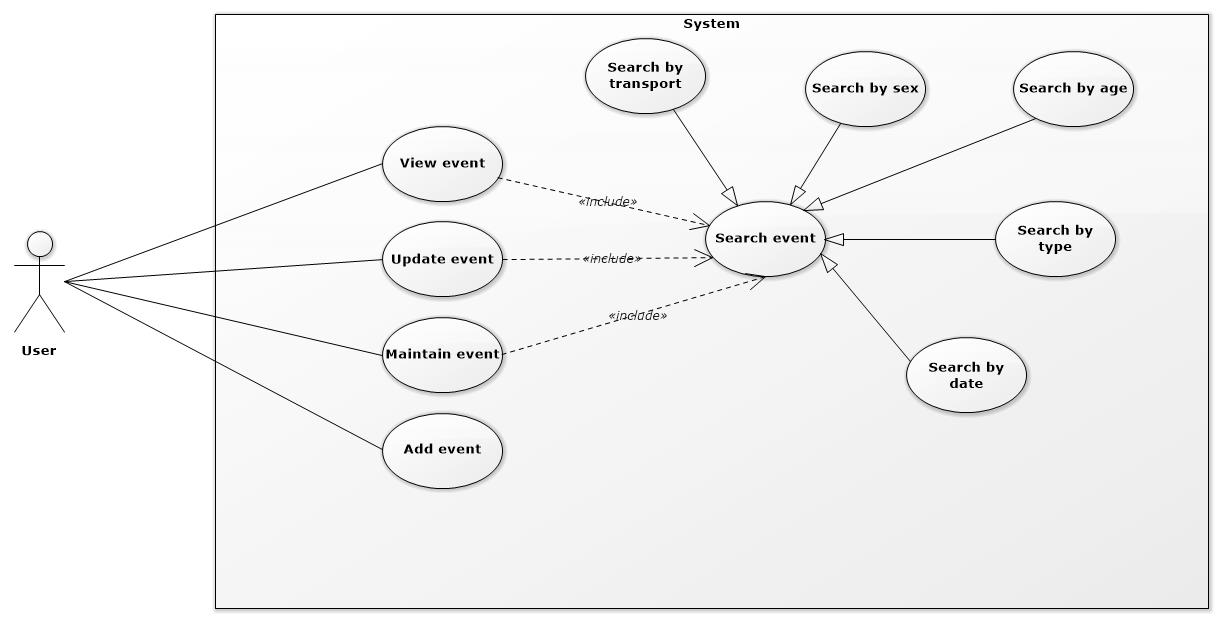 System
Search by
transport
Search by sex
Search by age
View event
«include»
Search event
Search by
type
Update event
«include»
«include»
User
Maintain event
Search by
date
Add event